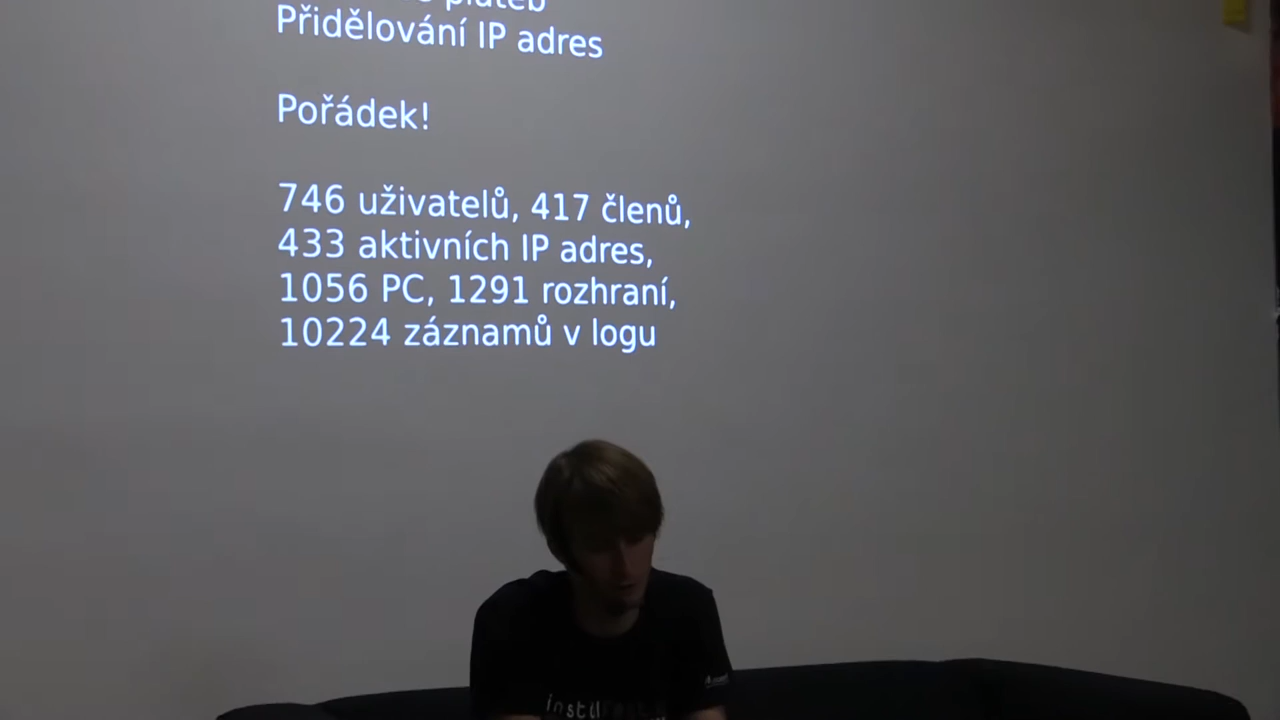 Přidělování IP adres
Pořádek!
746 uživatelů, 417 členů,
433 aktivních IP adres,
1056 PC, 1291 rozhraní,
10224 záznamů v logu